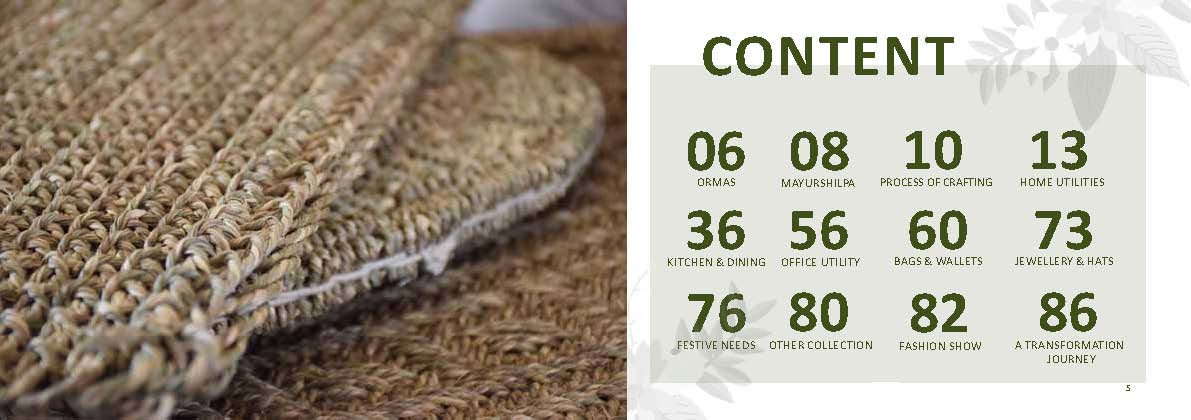 CONTENT
06 08 10 13
ORMAS MAYURSHILPA PROCESS OF CRAFTING HOME UTILITIES
36 56 60 73
KITCHEN & DINING OFFICE UTILITY BAGS & WALLETS JEWELLERY & HATS
76 80 82 86
FESTIVE NEEDS OTHER COLLECTION FASHION SHOW A TRANSFORMATION
JOURNEY
5